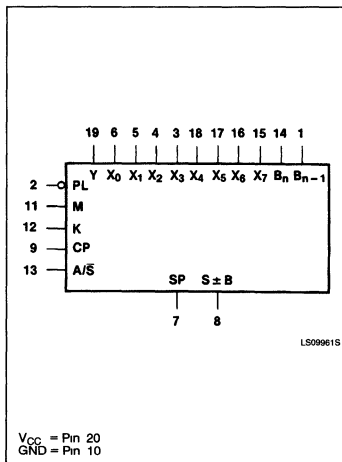 19 6 5 4 3 18 17 16 15 14 1
Y X0 X1 X2 X3 X4 X5 X6 X7 Bn Bn−1
2 PL
11 M
12 K
9 CP
13 A/S̅
SP S±B
7 8
LS09961S
VCC = Pin 20
GND = Pin 10